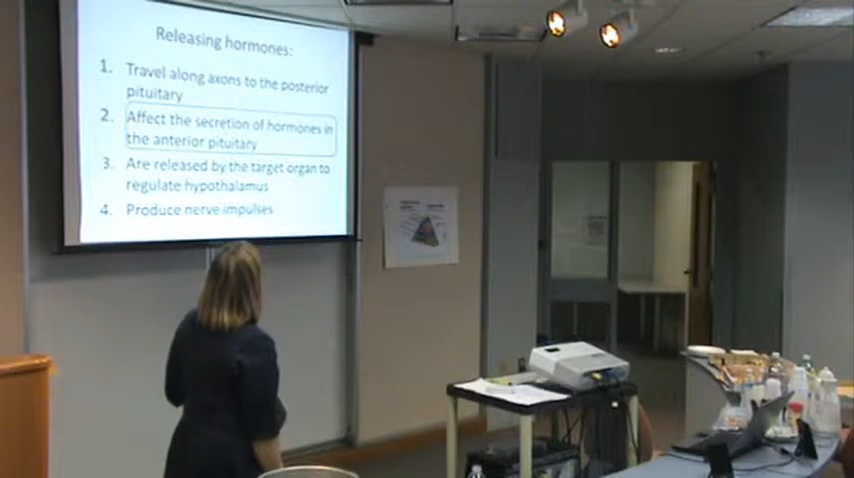 Releasing hormones:
1. Travel along axons to the posterior
pituitary
2. Affect the secretion of hormones in
the anterior pituitary
3. Are released by the target organ to
regulate hypothalamus
4. Produce nerve impulses